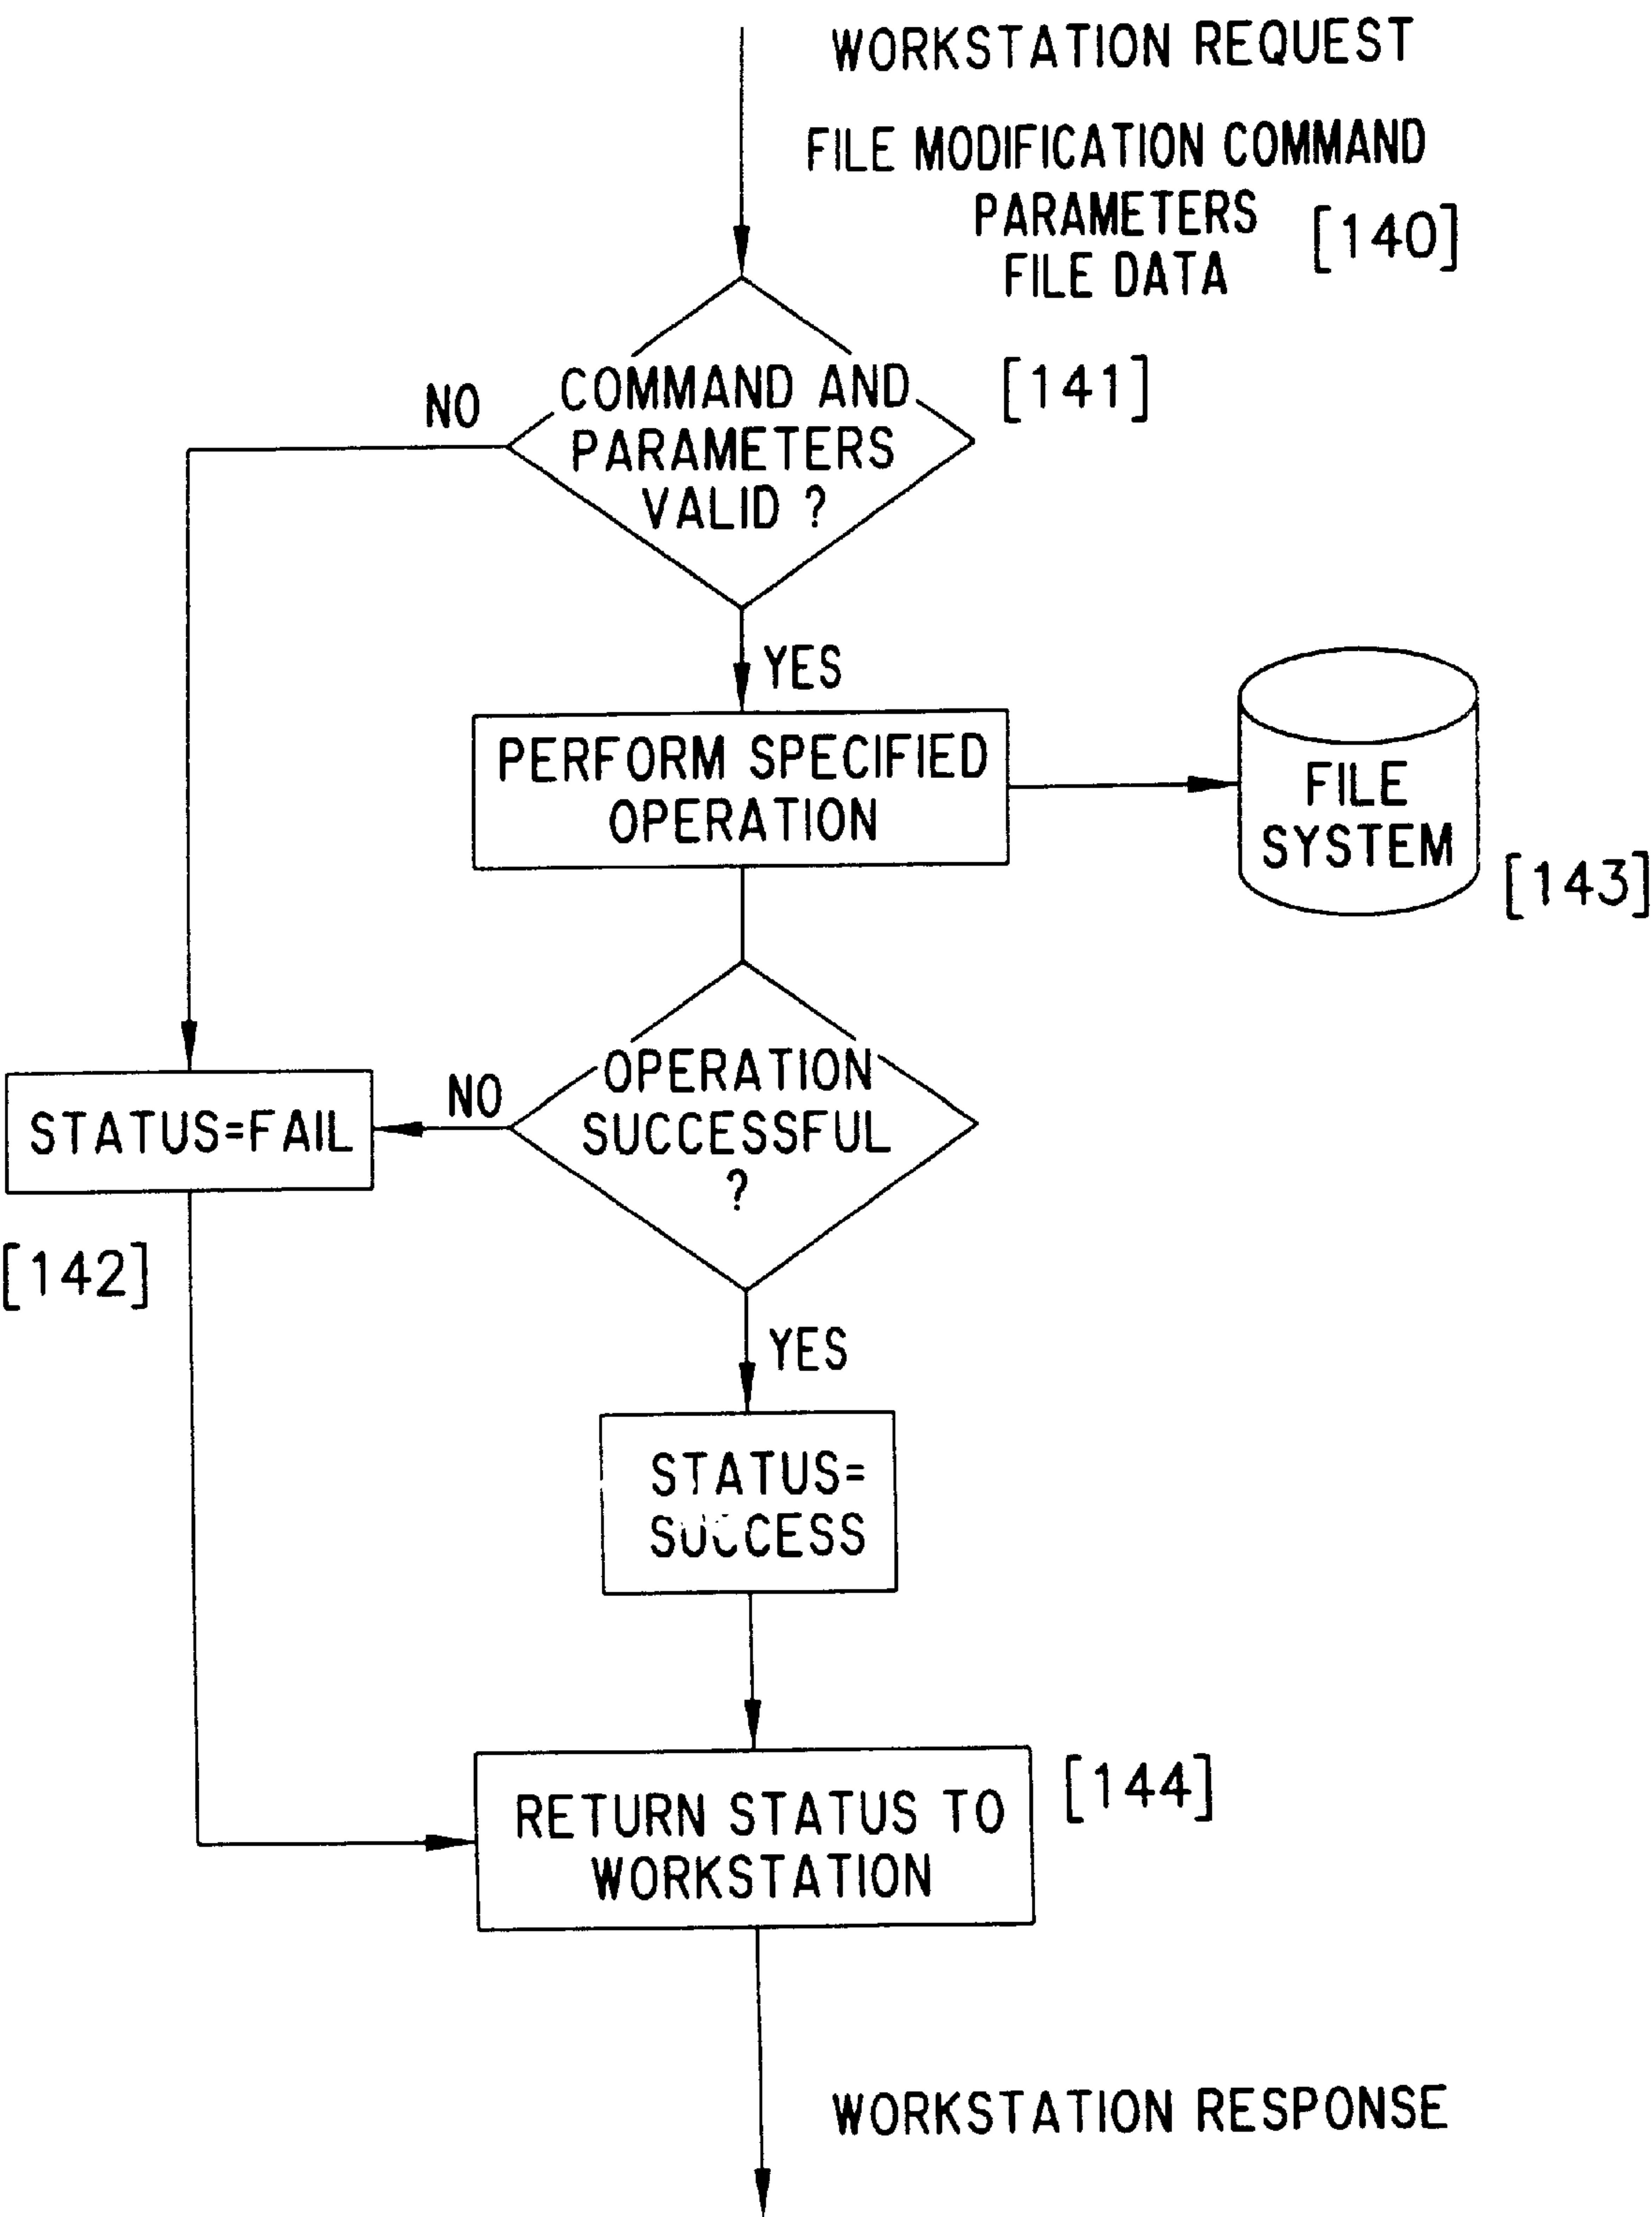 WORKSTATION REQUEST
FILE MODIFICATION COMMAND
PARAMETERS
FILE DATA
[140]
COMMAND AND
PARAMETERS
VALID ?
[141]
NO
YES
PERFORM SPECIFIED
OPERATION
FILE
SYSTEM
[143]
OPERATION
SUCCESSFUL
?
NO
STATUS=FAIL
[142]
YES
STATUS=
SUCCESS
RETURN STATUS TO
WORKSTATION
[144]
WORKSTATION RESPONSE